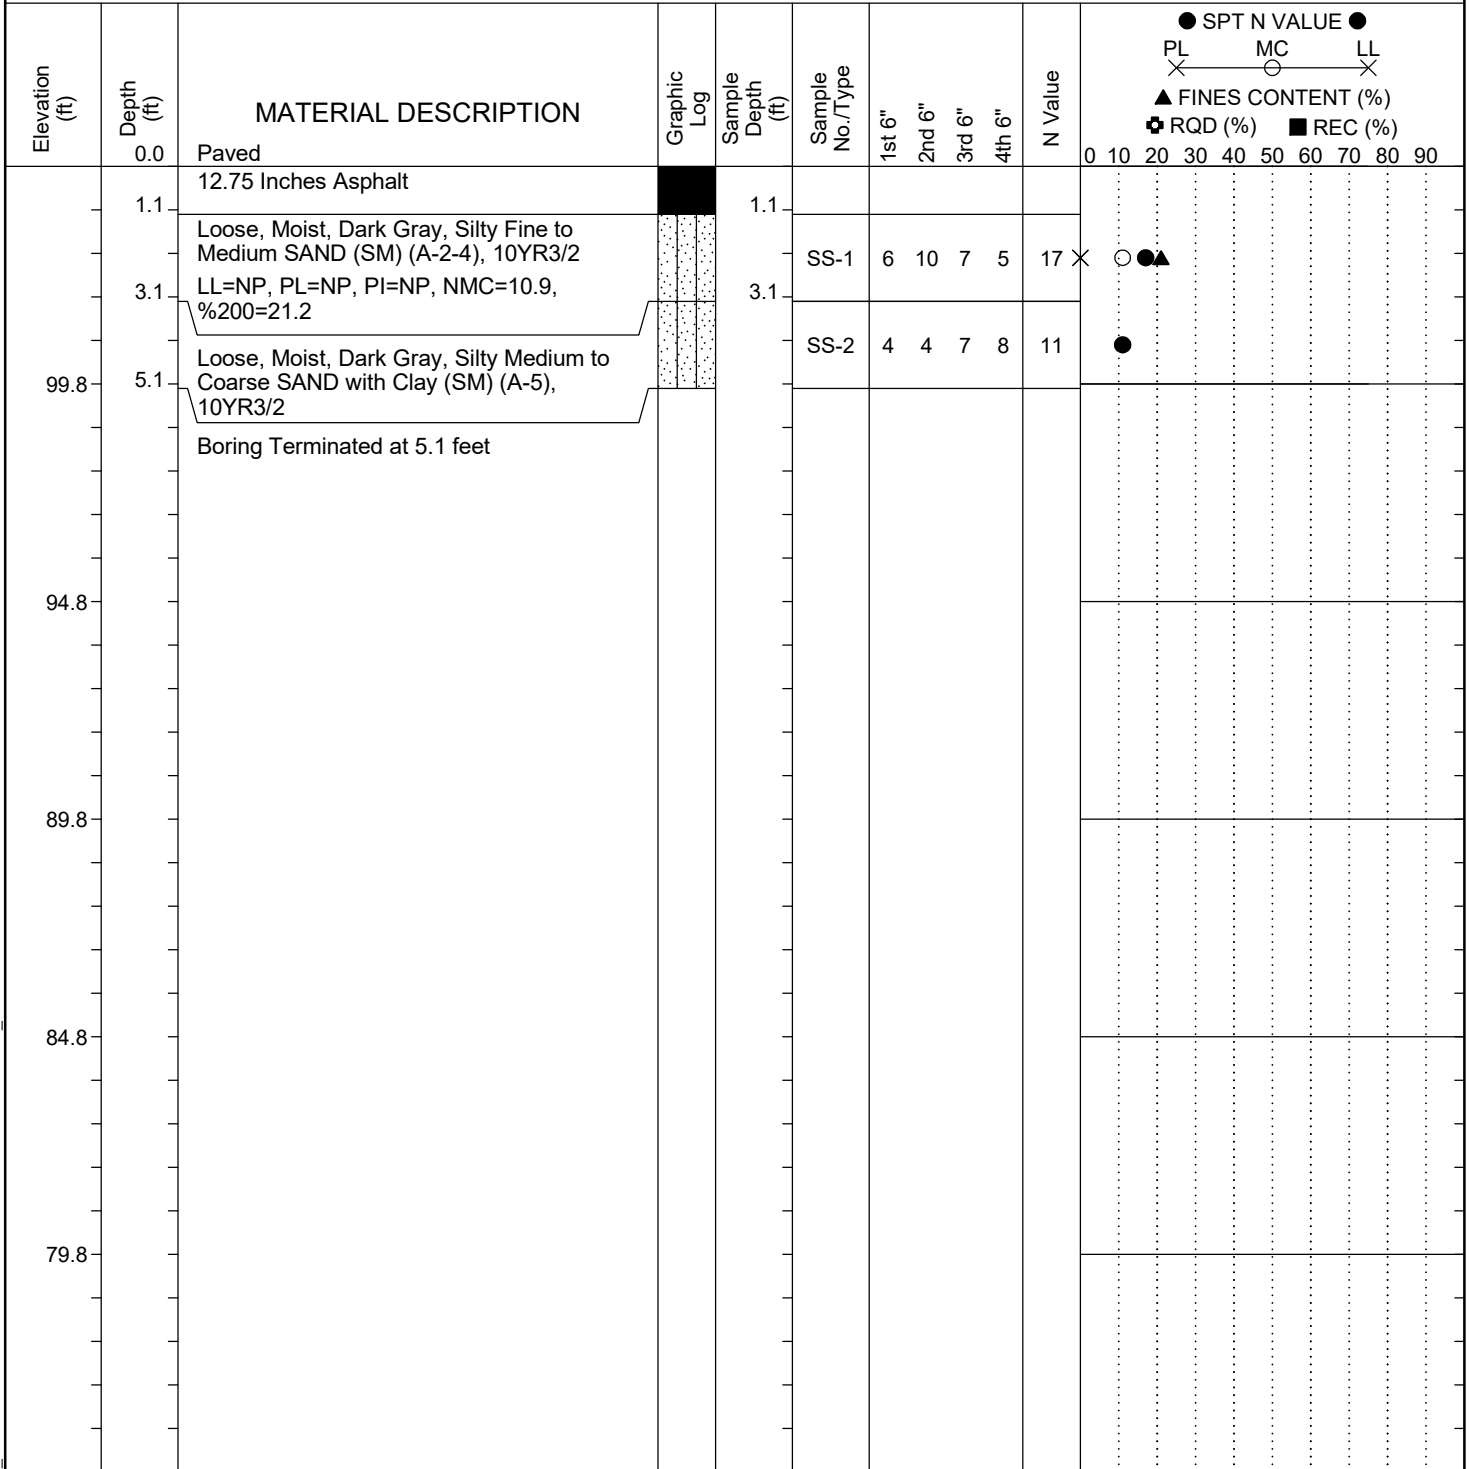 Elevation
(ft)
Depth
(ft)
0.0
MATERIAL DESCRIPTION
Paved
Graphic
Log
Sample
Depth
(ft)
Sample
No./Type
1st 6"
2nd 6"
3rd 6"
4th 6"
N Value
SPT N VALUE
PL MC LL
FINES CONTENT (%)
RQD (%) REC (%)
0 10 20 30 40 50 60 70 80 90
12.75 Inches Asphalt
1.1 1.1
Loose, Moist, Dark Gray, Silty Fine to
Medium SAND (SM) (A-2-4), 10YR3/2
SS-1 6 10 7 5 17
LL=NP, PL=NP, PI=NP, NMC=10.9,
%200=21.2
3.1 3.1
SS-2 4 4 7 8 11
Loose, Moist, Dark Gray, Silty Medium to
Coarse SAND with Clay (SM) (A-5),
10YR3/2
99.8 5.1
Boring Terminated at 5.1 feet
94.8
89.8
84.8
79.8